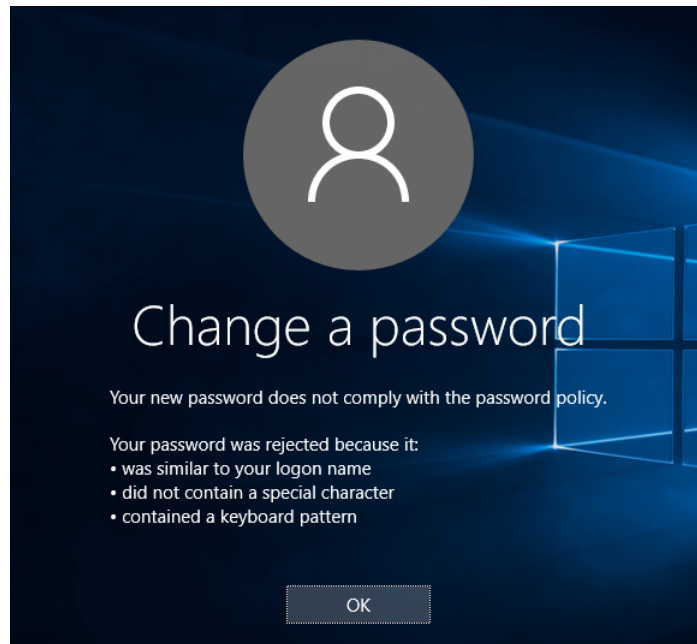 Change a password
Your new password does not comply with the password policy.
Your password was rejected because it:
• was similar to your logon name
• did not contain a special character
• contained a keyboard pattern
OK